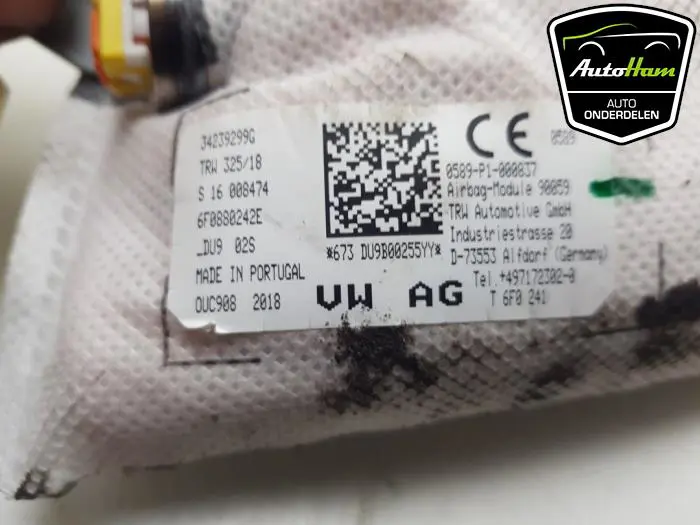 34239299G
TRW 325/18
S 16 008474
6F0880242E
_DU9 02S
MADE IN PORTUGAL
OUC908 2018
*673 DU9B00255YY*
VW AG
CE 0589
0589-P1-000837
Airbag-Module 90059
TRW Automotive GmbH
Industriestrasse 20
D-73553 Alfdorf (Germany)
Tel.+497172302-0
T 6F0 241
AutoHam
AUTO
ONDERDELEN